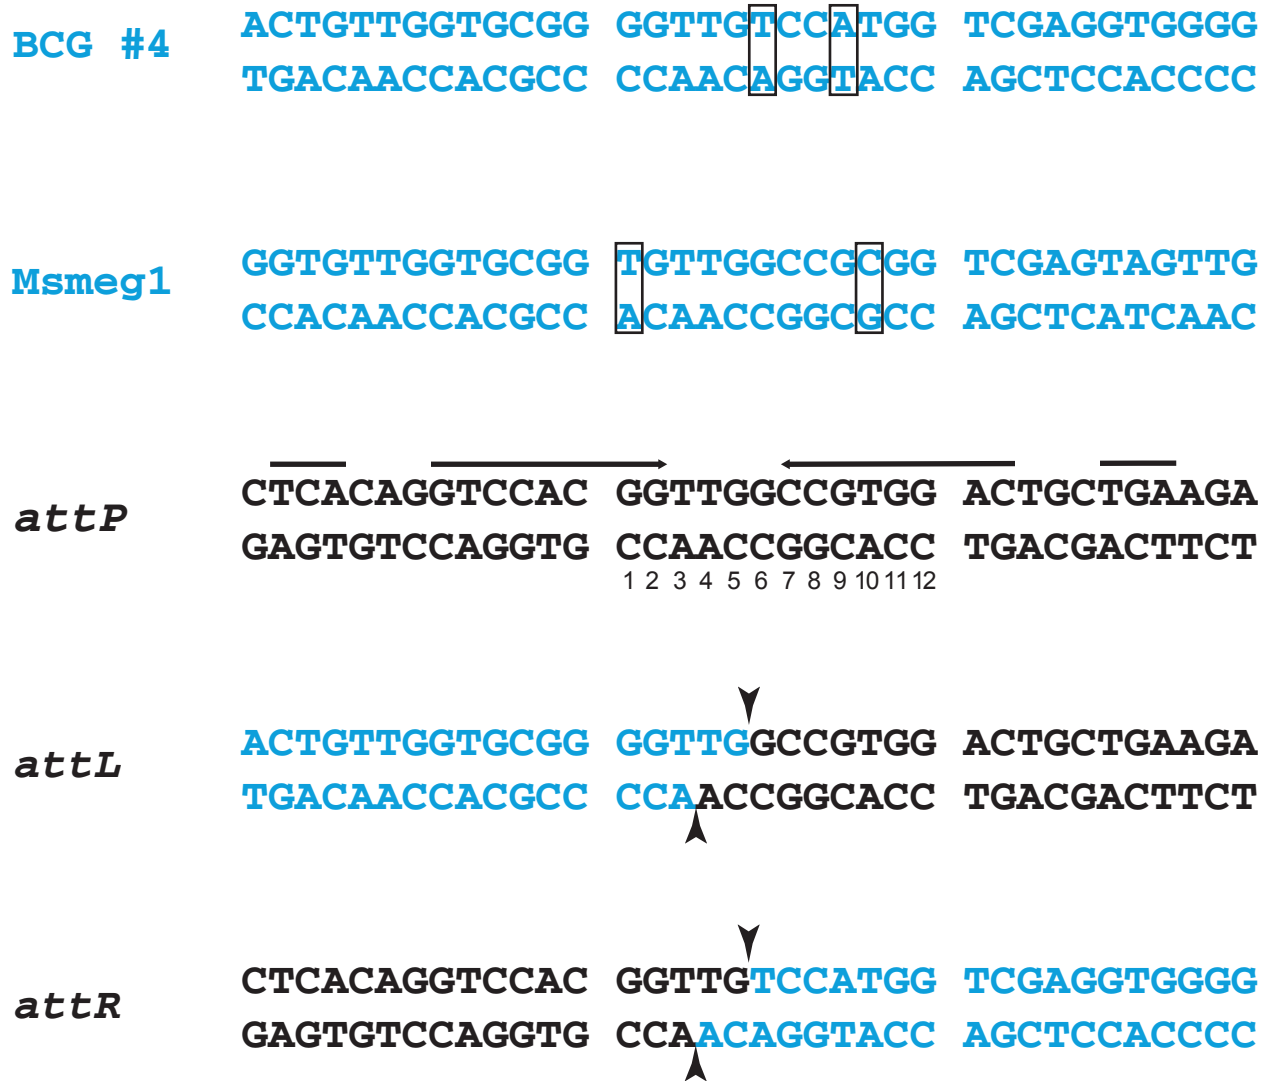 BCG #4 ACTGTTGGTGCGG GGTTGTCCATGG TCGAGGTGGGG
TGACAACCACGCC CCAACAGGTACC AGCTCCACCCC
Msmeg1 GGTGTTGGTGCGG TGTTGGCCGCGG TCGAGTAGTTG
CCACAACCACGCC ACAACCGGCGCC AGCTCATCAAC
attP CTCACAGGTCCAC GGTTGGCCGTGG ACTGCTGAAGA
GAGTGTCCAGGTG CCAACCGGCACC TGACGACTTCT
1 2 3 4 5 6 7 8 9 10 11 12
attL ACTGTTGGTGCGG GGTTGGCCGTGG ACTGCTGAAGA
TGACAACCACGCC CCAACCGGCACC TGACGACTTCT
attR CTCACAGGTCCAC GGTTGTCCATGG TCGAGGTGGGG
GAGTGTCCAGGTG CCAACAGGTACC AGCTCCACCCC